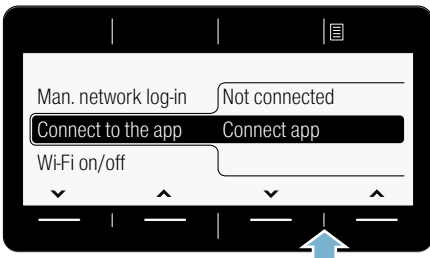 Man. network log-in Not connected
Connect to the app Connect app
Wi-Fi on/off